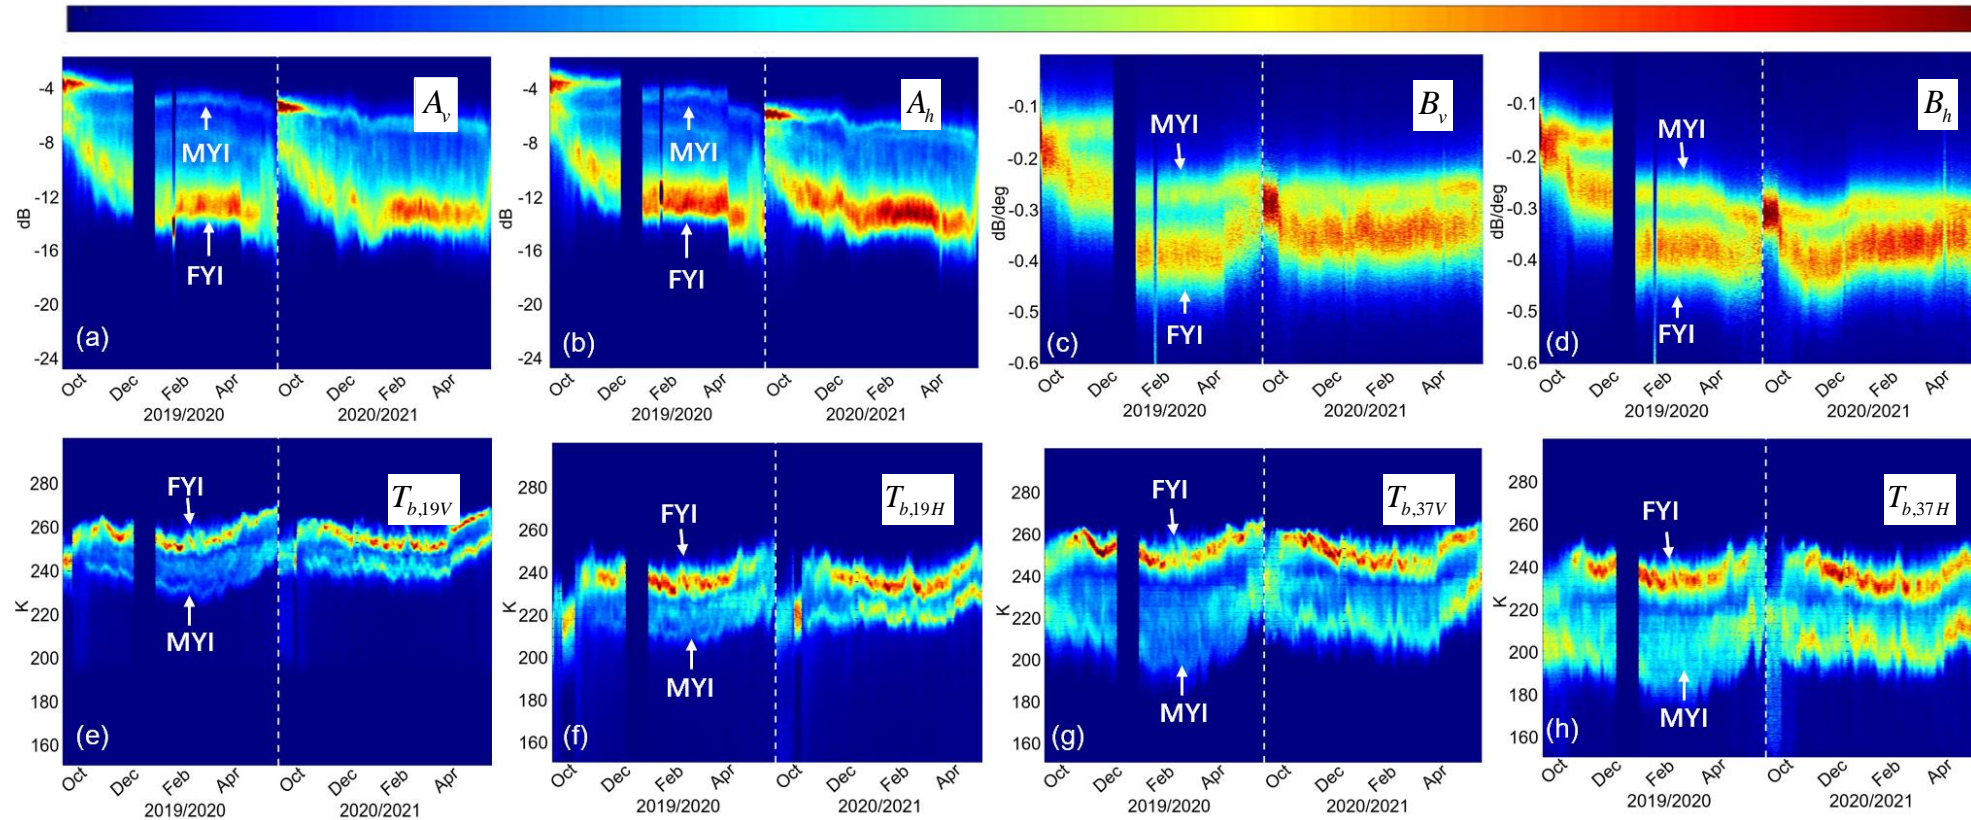 -4
-8
-12
dB
-16
-20
-24
A_v
MYI
FYI
(a)
Oct Dec Feb Apr Oct Dec Feb Apr
2019/2020 2020/2021
-4
-8
-12
dB
-16
-20
-24
A_h
MYI
FYI
(b)
Oct Dec Feb Apr Oct Dec Feb Apr
2019/2020 2020/2021
-0.1
-0.2
-0.3
dB/deg
-0.4
-0.5
-0.6
B_v
MYI
FYI
(c)
Oct Dec Feb Apr Oct Dec Feb Apr
2019/2020 2020/2021
-0.1
-0.2
-0.3
dB/deg
-0.4
-0.5
-0.6
B_h
MYI
FYI
(d)
Oct Dec Feb Apr Oct Dec Feb Apr
2019/2020 2020/2021
280
260
240
K
220
200
180
160
T_{b,19V}
FYI
MYI
(e)
Oct Dec Feb Apr Oct Dec Feb Apr
2019/2020 2020/2021
280
260
240
220
K
200
180
160
T_{b,19H}
FYI
MYI
(f)
Oct Dec Feb Apr Oct Dec Feb Apr
2019/2020 2020/2021
280
260
240
K
220
200
180
160
T_{b,37V}
FYI
MYI
(g)
Oct Dec Feb Apr Oct Dec Feb Apr
2019/2020 2020/2021
280
260
240
K
220
200
180
160
T_{b,37H}
FYI
MYI
(h)
Oct Dec Feb Apr Oct Dec Feb Apr
2019/2020 2020/2021